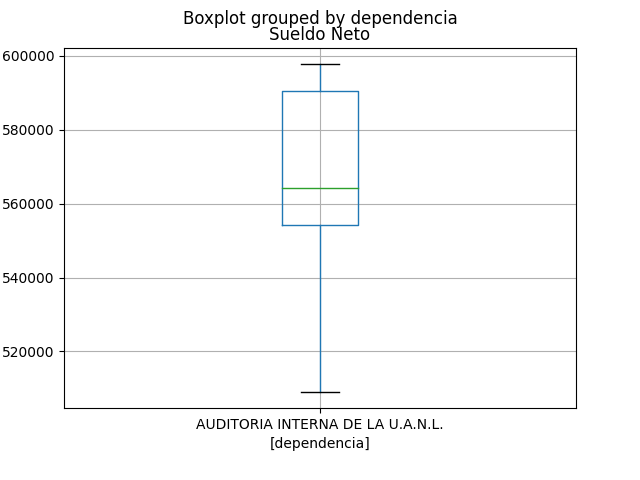 Boxplot grouped by dependencia
Sueldo Neto
600000
580000
560000
540000
520000
AUDITORIA INTERNA DE LA U.A.N.L.
[dependencia]